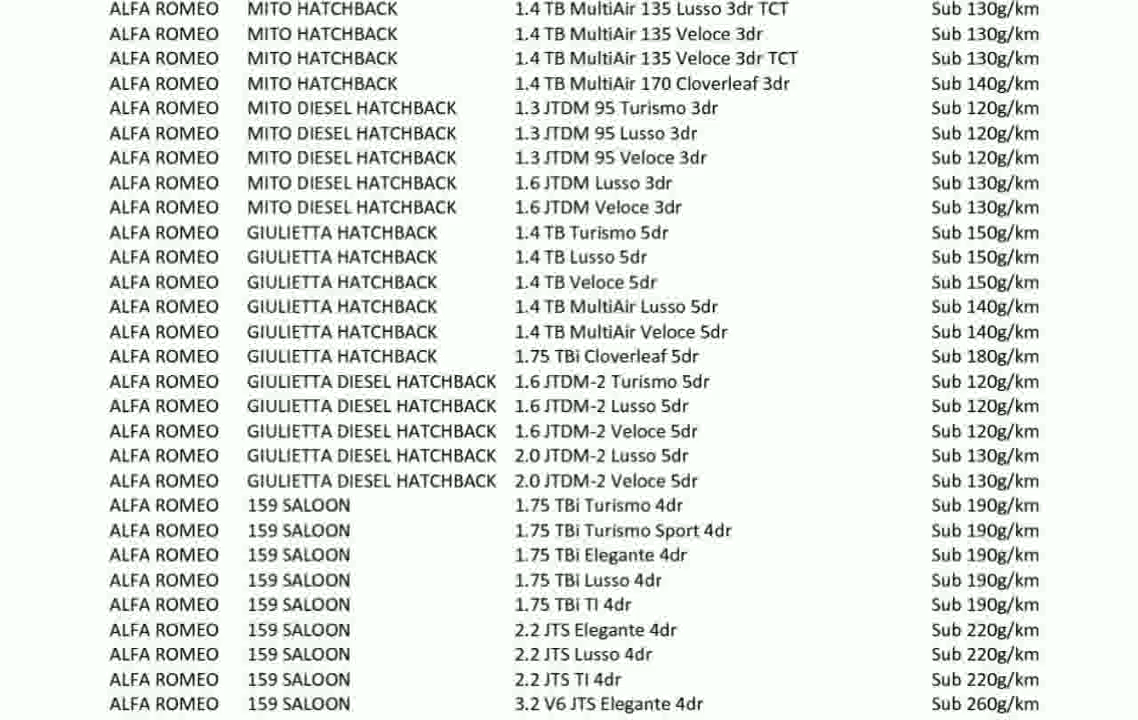 ALFA ROMEO MITO HATCHBACK 1.4 TB MultiAir 135 Lusso 3dr TCT Sub 130g/km
ALFA ROMEO MITO HATCHBACK 1.4 TB MultiAir 135 Veloce 3dr Sub 130g/km
ALFA ROMEO MITO HATCHBACK 1.4 TB MultiAir 135 Veloce 3dr TCT Sub 130g/km
ALFA ROMEO MITO HATCHBACK 1.4 TB MultiAir 170 Cloverleaf 3dr Sub 140g/km
ALFA ROMEO MITO DIESEL HATCHBACK 1.3 JTDM 95 Turismo 3dr Sub 120g/km
ALFA ROMEO MITO DIESEL HATCHBACK 1.3 JTDM 95 Lusso 3dr Sub 120g/km
ALFA ROMEO MITO DIESEL HATCHBACK 1.3 JTDM 95 Veloce 3dr Sub 120g/km
ALFA ROMEO MITO DIESEL HATCHBACK 1.6 JTDM Lusso 3dr Sub 130g/km
ALFA ROMEO MITO DIESEL HATCHBACK 1.6 JTDM Veloce 3dr Sub 130g/km
ALFA ROMEO GIULIETTA HATCHBACK 1.4 TB Turismo 5dr Sub 150g/km
ALFA ROMEO GIULIETTA HATCHBACK 1.4 TB Lusso 5dr Sub 150g/km
ALFA ROMEO GIULIETTA HATCHBACK 1.4 TB Veloce 5dr Sub 150g/km
ALFA ROMEO GIULIETTA HATCHBACK 1.4 TB MultiAir Lusso 5dr Sub 140g/km
ALFA ROMEO GIULIETTA HATCHBACK 1.4 TB MultiAir Veloce 5dr Sub 140g/km
ALFA ROMEO GIULIETTA HATCHBACK 1.75 TBi Cloverleaf 5dr Sub 180g/km
ALFA ROMEO GIULIETTA DIESEL HATCHBACK 1.6 JTDM-2 Turismo 5dr Sub 120g/km
ALFA ROMEO GIULIETTA DIESEL HATCHBACK 1.6 JTDM-2 Lusso 5dr Sub 120g/km
ALFA ROMEO GIULIETTA DIESEL HATCHBACK 1.6 JTDM-2 Veloce 5dr Sub 120g/km
ALFA ROMEO GIULIETTA DIESEL HATCHBACK 2.0 JTDM-2 Lusso 5dr Sub 130g/km
ALFA ROMEO GIULIETTA DIESEL HATCHBACK 2.0 JTDM-2 Veloce 5dr Sub 130g/km
ALFA ROMEO 159 SALOON 1.75 TBi Turismo 4dr Sub 190g/km
ALFA ROMEO 159 SALOON 1.75 TBi Turismo Sport 4dr Sub 190g/km
ALFA ROMEO 159 SALOON 1.75 TBi Elegante 4dr Sub 190g/km
ALFA ROMEO 159 SALOON 1.75 TBi Lusso 4dr Sub 190g/km
ALFA ROMEO 159 SALOON 1.75 TBi TI 4dr Sub 190g/km
ALFA ROMEO 159 SALOON 2.2 JTS Elegante 4dr Sub 220g/km
ALFA ROMEO 159 SALOON 2.2 JTS Lusso 4dr Sub 220g/km
ALFA ROMEO 159 SALOON 2.2 JTS TI 4dr Sub 220g/km
ALFA ROMEO 159 SALOON 3.2 V6 JTS Elegante 4dr Sub 260g/km